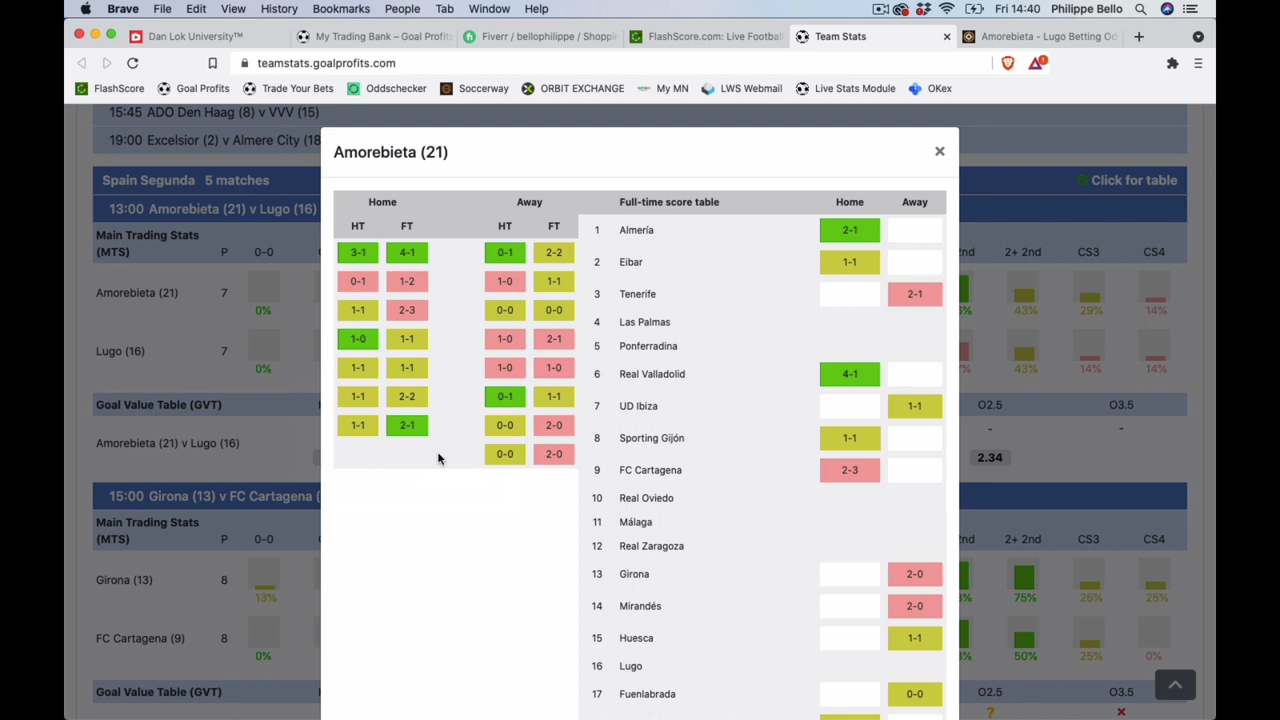 Brave File Edit View History Bookmarks People Tab Window Help Fri 14:40 Philippe Bello
Dan Lok University™ My Trading Bank – Goal Profits Fiverr / bellophilippe / Shoppi FlashScore.com: Live Football Team Stats Amorebieta - Lugo Betting Od
teamstats.goalprofits.com
FlashScore Goal Profits Trade Your Bets Oddschecker Soccerway ORBIT EXCHANGE My MN LWS Webmail Live Stats Module OKex
15:45 ADO Den Haag (8) v VVV (15)
19:00 Excelsior (2) v Almere City (18
Spain Segunda 5 matches Click for table
13:00 Amorebieta (21) v Lugo (16)
Main Trading Stats
(MTS) P 0-0 2nd 2+ 2nd CS3 CS4
Amorebieta (21) 7
0% 43% 29% 14%
Lugo (16) 7
0% 43% 14% 14%
Goal Value Table (GVT) O2.5 O3.5
Amorebieta (21) v Lugo (16) - -
2.34
15:00 Girona (13) v FC Cartagena (
Main Trading Stats
(MTS) P 0-0 2nd 2+ 2nd CS3 CS4
Girona (13) 8
13% 75% 25% 25%
FC Cartagena (9) 8
0% 50% 25% 0%
Goal Value Table (GVT) O2.5 O3.5
Amorebieta (21) ×
Home Away
HT FT HT FT
3-1 4-1 0-1 2-2
0-1 1-2 1-0 1-1
1-1 2-3 0-0 0-0
1-0 1-1 1-0 2-1
1-1 1-1 1-0 1-0
1-1 2-2 0-1 1-1
1-1 2-1 0-0 2-0
0-0 2-0
Full-time score table Home Away
1 Almería 2-1
2 Eibar 1-1
3 Tenerife 2-1
4 Las Palmas
5 Ponferradina
6 Real Valladolid 4-1
7 UD Ibiza 1-1
8 Sporting Gijón 1-1
9 FC Cartagena 2-3
10 Real Oviedo
11 Málaga
12 Real Zaragoza
13 Girona 2-0
14 Mirandés 2-0
15 Huesca 1-1
16 Lugo
17 Fuenlabrada 0-0